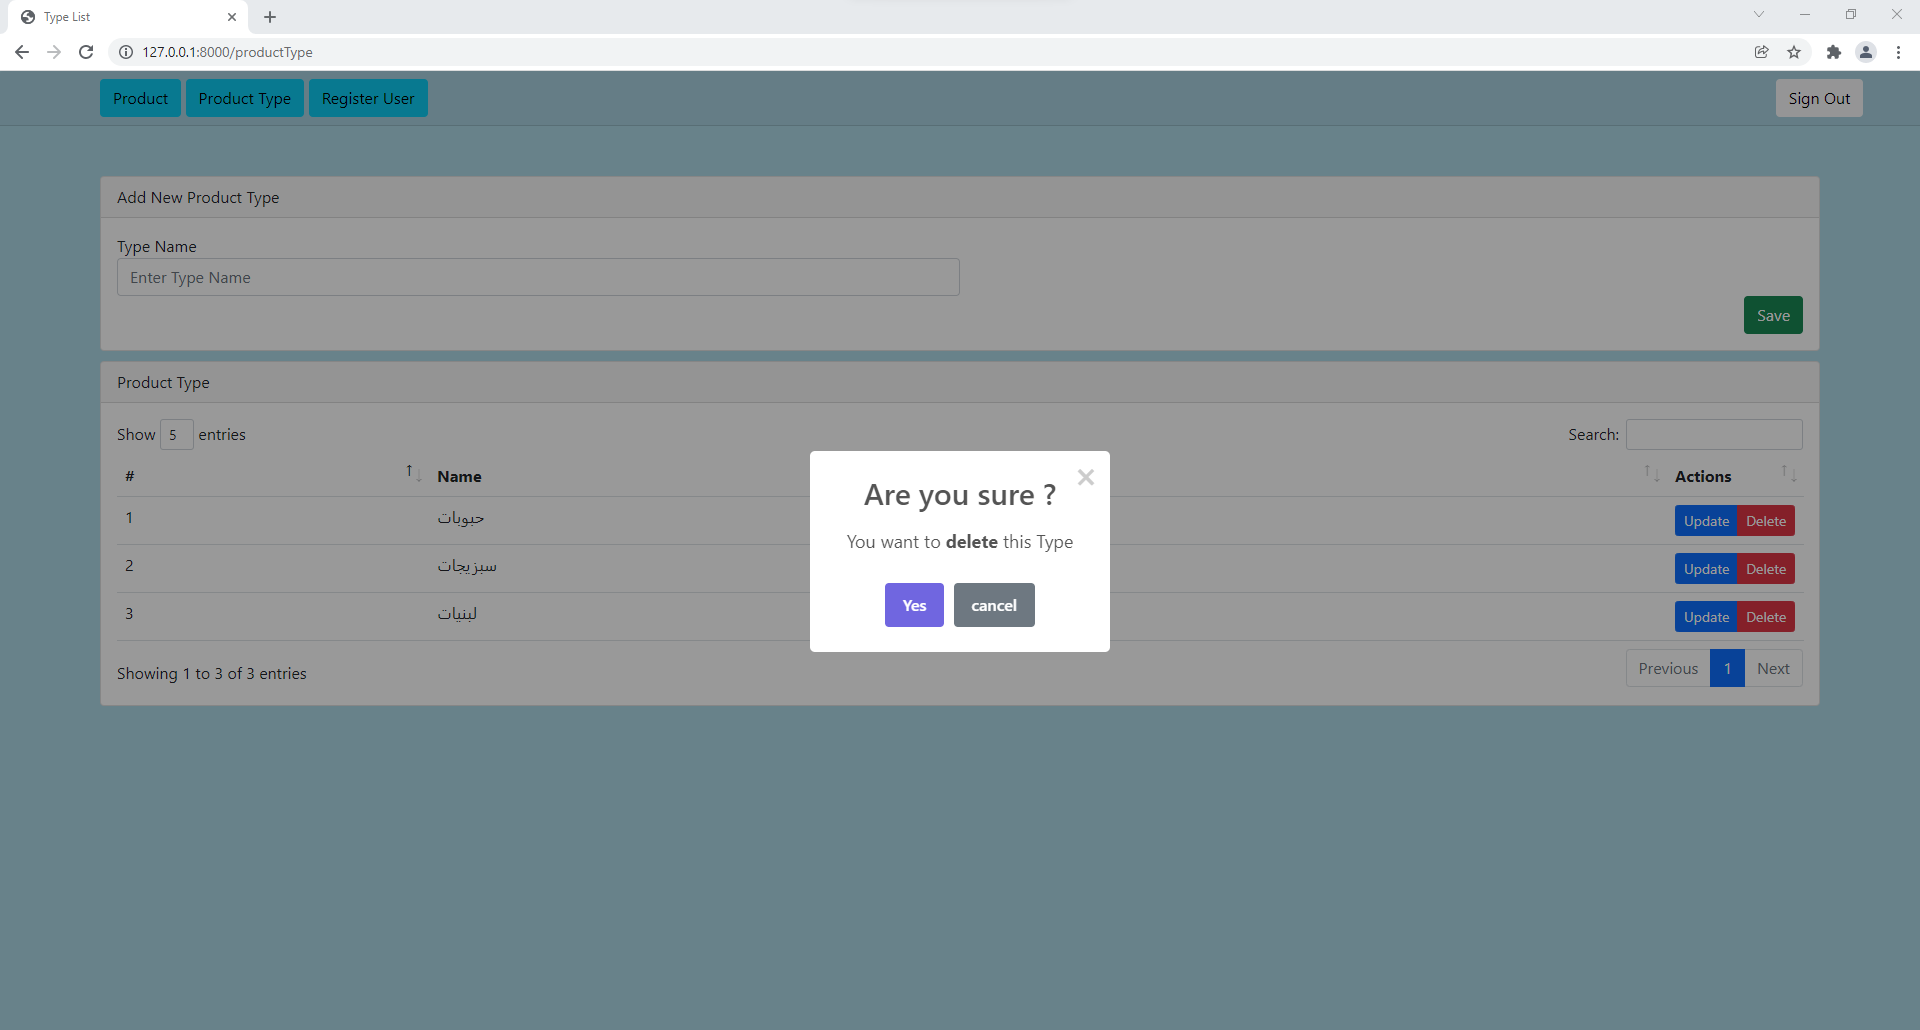 Type List
127.0.0.1:8000/productType
Product Product Type Register User Sign Out
Add New Product Type
Type Name
Enter Type Name
Save
Product Type
Show 5 entries Search:
# Name Actions
1 حبوبات Update Delete
2 سبزیجات Update Delete
3 لبنیات Update Delete
Showing 1 to 3 of 3 entries Previous 1 Next
Are you sure ?
You want to delete this Type
Yes cancel